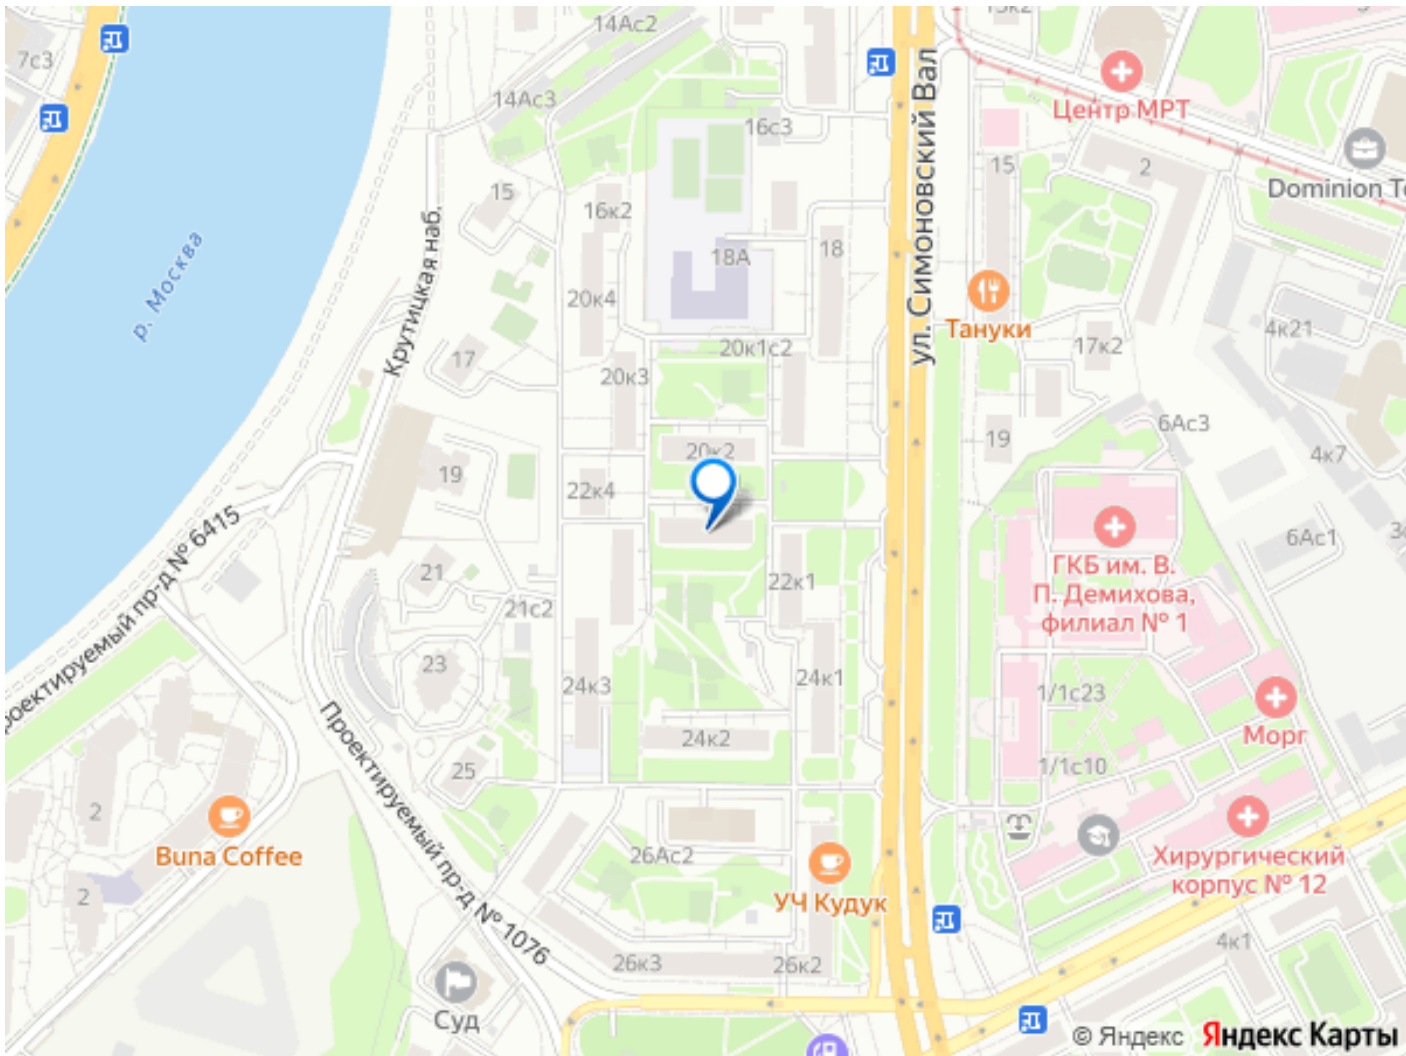 14Ас2
13к2
7с3
ул. Симоновский Вал
Центр МРТ
14Ас3
16с3
Dominion To
15
15
2
16к2
18А
18
р. Москва
Крутицкая наб.
20к4
Тануки
4к21
20к1с2
17к2
17
20к3
6Ас3
20к2
19
4к7
19
22к4
6Ас1
Проектируемый пр-д № 6415
ГКБ им. В.
П. Демихова,
филиал № 1
21
22к1
21с2
23
24к3
24к1
1/1с23
Морг
24к2
25
1/1с10
2
Проектируемый пр-д № 1076
Buna Coffee
26Ас2
Хирургический
корпус № 12
2
УЧ Кудук
4к1
26к3
26к2
Суд
© Яндекс Яндекс Карты